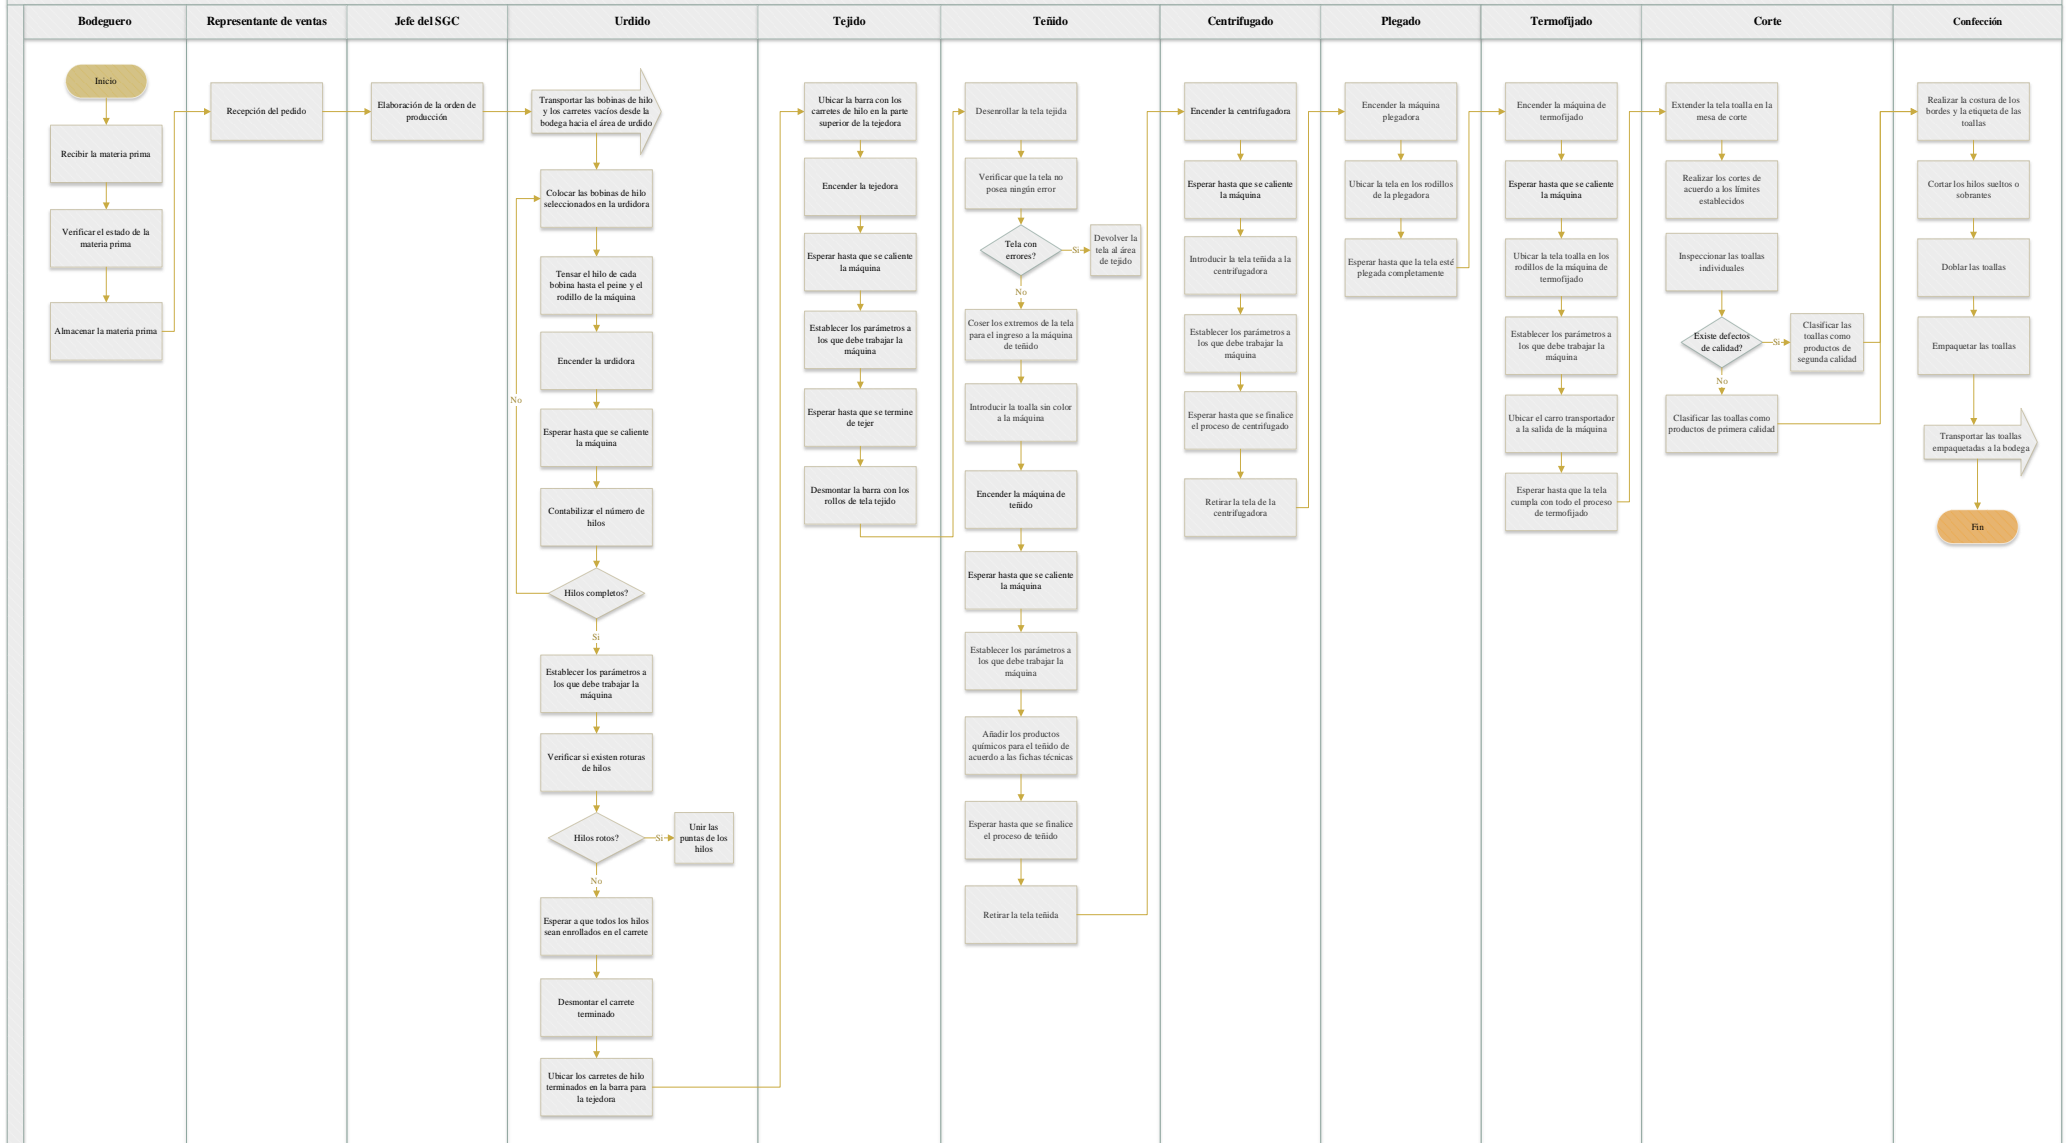 Bodeguero
Representante de ventas
Jefe del SGC
Urdido
Tejido
Teñido
Centrifugado
Plegado
Termofijado
Corte
Confección
Inicio
Recibir la materia prima
Verificar el estado de la
materia prima
Almacenar la materia prima
Recepción del pedido
Elaboración de la orden de
producción
Transportar las bobinas de hilo
y los carretes vacíos desde la
bodega hacia el área de urdido
Colocar las bobinas de hilo
seleccionados en la urdidora
Tensar el hilo de cada
bobina hasta el peine y el
rodillo de la máquina
Encender la urdidora
Esperar hasta que se caliente
la máquina
Contabilizar el número de
hilos
Hilos completos?
No
Si
Establecer los parámetros a
los que debe trabajar la
máquina
Verificar si existen roturas
de hilos
Hilos rotos?
Si
Unir las
puntas de los
hilos
No
Esperar a que todos los hilos
sean enrollados en el carrete
Desmontar el carrete
terminado
Ubicar los carretes de hilo
terminados en la barra para
la tejedora
Ubicar la barra con los
carretes de hilo en la parte
superior de la tejedora
Encender la tejedora
Esperar hasta que se caliente
la máquina
Establecer los parámetros a
los que debe trabajar la
máquina
Esperar hasta que se termine
de tejer
Desmontar la barra con los
rollos de tela tejido
Desenrollar la tela tejida
Verificar que la tela no
posea ningún error
Tela con
errores?
Si
Devolver la
tela al área
de tejido
No
Coser los extremos de la tela
para el ingreso a la máquina
de teñido
Introducir la toalla sin color
a la máquina
Encender la máquina de
teñido
Esperar hasta que se caliente
la máquina
Establecer los parámetros a
los que debe trabajar la
máquina
Añadir los productos
químicos para el teñido de
acuerdo a las fichas técnicas
Esperar hasta que se finalice
el proceso de teñido
Retirar la tela teñida
Encender la centrifugadora
Esperar hasta que se caliente
la máquina
Introducir la tela teñida a la
centrifugadora
Establecer los parámetros a
los que debe trabajar la
máquina
Esperar hasta que se finalice
el proceso de centrifugado
Retirar la tela de la
centrifugadora
Encender la máquina
plegadora
Ubicar la tela en los rodillos
de la plegadora
Esperar hasta que la tela esté
plegada completamente
Encender la máquina de
termofijado
Esperar hasta que se caliente
la máquina
Ubicar la tela toalla en los
rodillos de la máquina de
termofijado
Establecer los parámetros a
los que debe trabajar la
máquina
Ubicar el carro transportador
a la salida de la máquina
Esperar hasta que la tela
cumpla con todo el proceso
de termofijado
Extender la tela toalla en la
mesa de corte
Realizar los cortes de
acuerdo a los límites
establecidos
Inspeccionar las toallas
individuales
Existe defectos
de calidad?
Si
Clasificar las
toallas como
productos de
segunda calidad
No
Clasificar las toallas como
productos de primera calidad
Realizar la costura de los
bordes y la etiqueta de las
toallas
Cortar los hilos sueltos o
sobrantes
Doblar las toallas
Empaquetar las toallas
Transportar las toallas
empaquetadas a la bodega
Fin